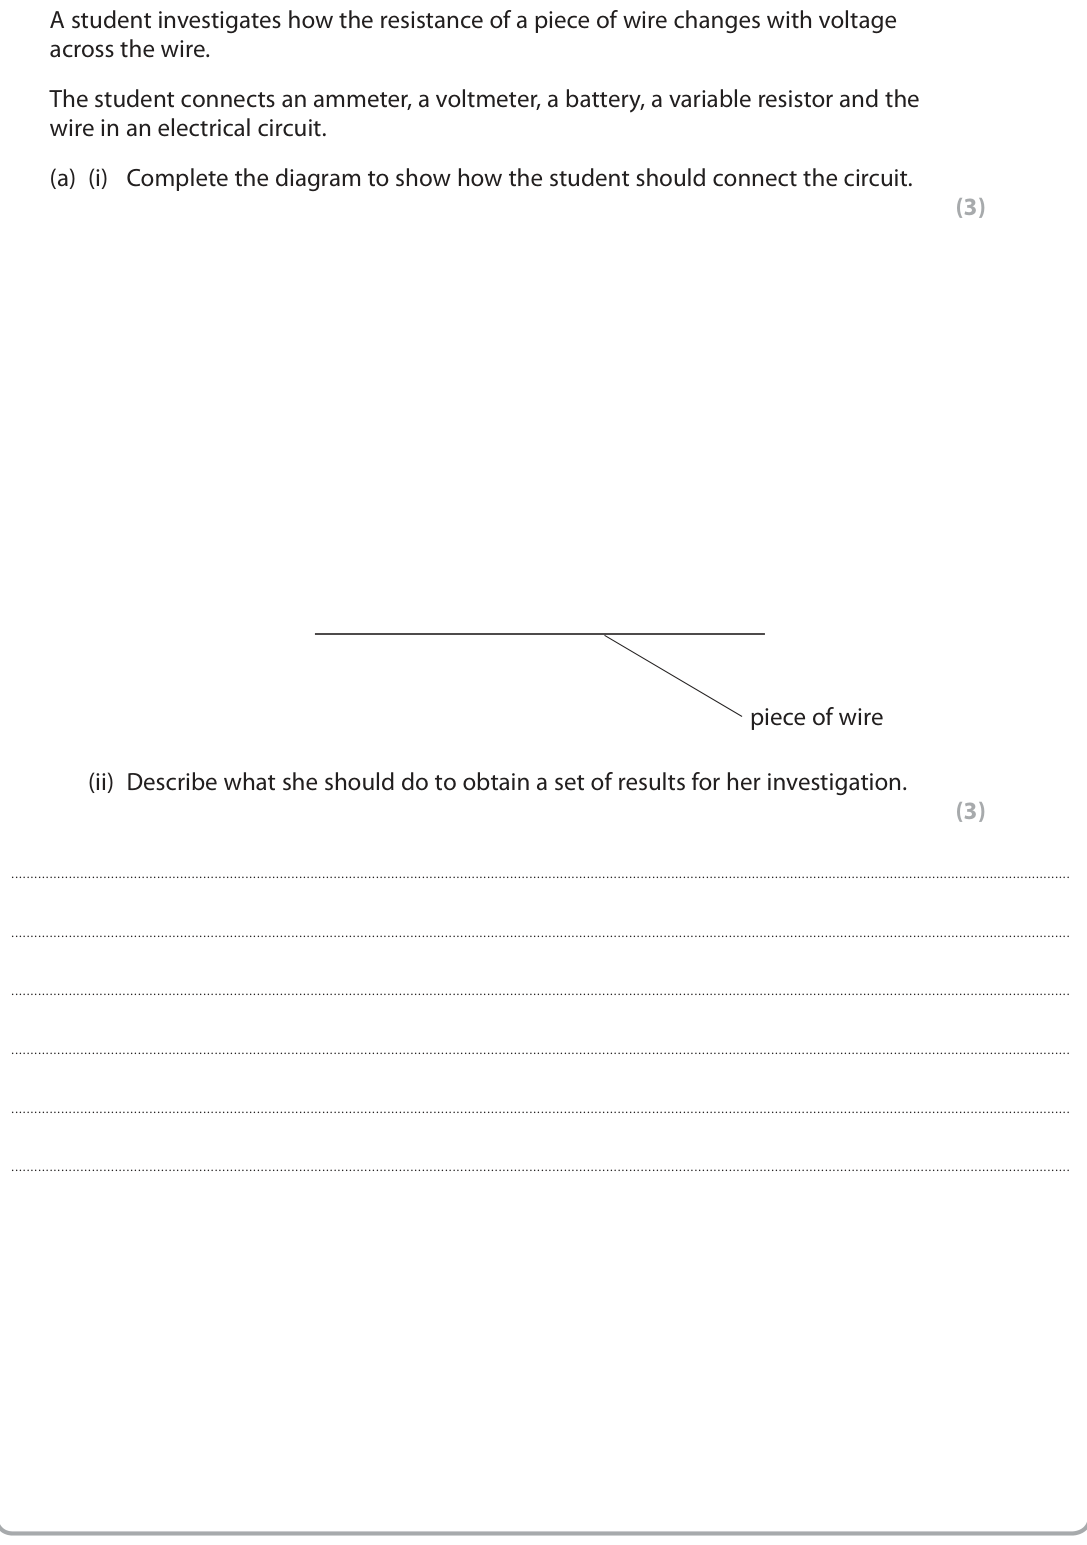 A student investigates how the resistance of a piece of wire changes with voltage
across the wire.
The student connects an ammeter, a voltmeter, a battery, a variable resistor and the
wire in an electrical circuit.
(a) (i) Complete the diagram to show how the student should connect the circuit.
(3)
piece of wire
(ii) Describe what she should do to obtain a set of results for her investigation.
(3)